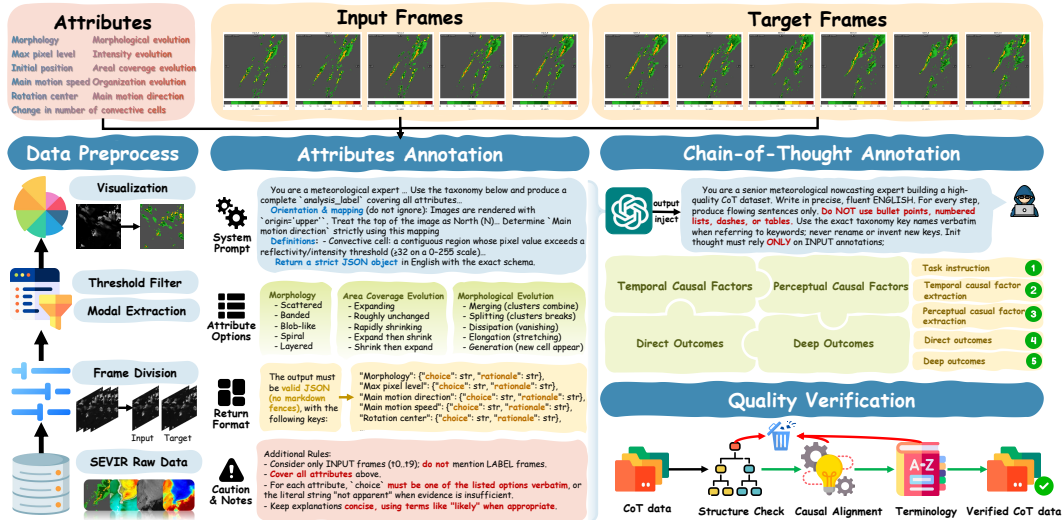 Attributes
Morphology
Morphological evolution
Max pixel level
Intensity evolution
Initial position
Areal coverage evolution
Main motion speed
Organization evolution
Rotation center
Main motion direction
Change in number of convective cells
Input Frames
Target Frames
Data Preprocess
Visualization
Threshold Filter
Modal Extraction
Frame Division
Input
Target
SEVIR Raw Data
Attributes Annotation
System
Prompt
You are a meteorological expert … Use the taxonomy below and produce a
complete `analysis_label` covering all attributes…
Orientation & mapping (do not ignore): Images are rendered with
`origin='upper'`. Treat the top of the image as North (N)… Determine `Main
motion direction` strictly using this mapping
Definitions: - Convective cell: a contiguous region whose pixel value exceeds a
reflectivity/intensity threshold (≥32 on a 0–255 scale)…
Return a strict JSON object in English with the exact schema.
Attribute
Options
Morphology
- Scattered
- Banded
- Blob-like
- Spiral
- Layered
Area Coverage Evolution
- Expanding
- Roughly unchanged
- Rapidly shrinking
- Expand then shrink
- Shrink then expand
Morphological Evolution
- Merging (clusters combine)
- Splitting (clusters breaks)
- Dissipation (vanishing)
- Elongation (stretching)
- Generation (new cell appear)
Return
Format
The output must
be valid JSON
(no markdown
fences), with the
following keys:
"Morphology": {"choice": str, "rationale": str},
"Max pixel level": {"choice": str, "rationale": str},
"Main motion direction": {"choice": str, "rationale": str},
"Main motion speed": {"choice": str, "rationale": str},
"Rotation center": {"choice": str, "rationale": str},
Caution
& Notes
Additional Rules:
- Consider only INPUT frames (t0..t9); do not mention LABEL frames.
- Cover all attributes above.
- For each attribute, `choice` must be one of the listed options verbatim, or
the literal string "not apparent" when evidence is insufficient.
- Keep explanations concise, using terms like "likely" when appropriate.
Chain-of-Thought Annotation
output
inject
You are a senior meteorological nowcasting expert building a high-
quality CoT dataset. Write in precise, fluent ENGLISH. For every step,
produce flowing sentences only. Do NOT use bullet points, numbered
lists, dashes, or tables. Use the exact taxonomy key names verbatim
when referring to keywords; never rename or invent new keys. Init
thought must rely ONLY on INPUT annotations;
Temporal Causal Factors
Perceptual Causal Factors
Direct Outcomes
Deep Outcomes
Task instruction
1
Temporal causal factor
extraction
2
Perceptual causal factor
extraction
3
Direct outcomes
4
Deep outcomes
5
Quality Verification
A-Z
CoT data
Structure Check
Causal Alignment
Terminology
Verified CoT data